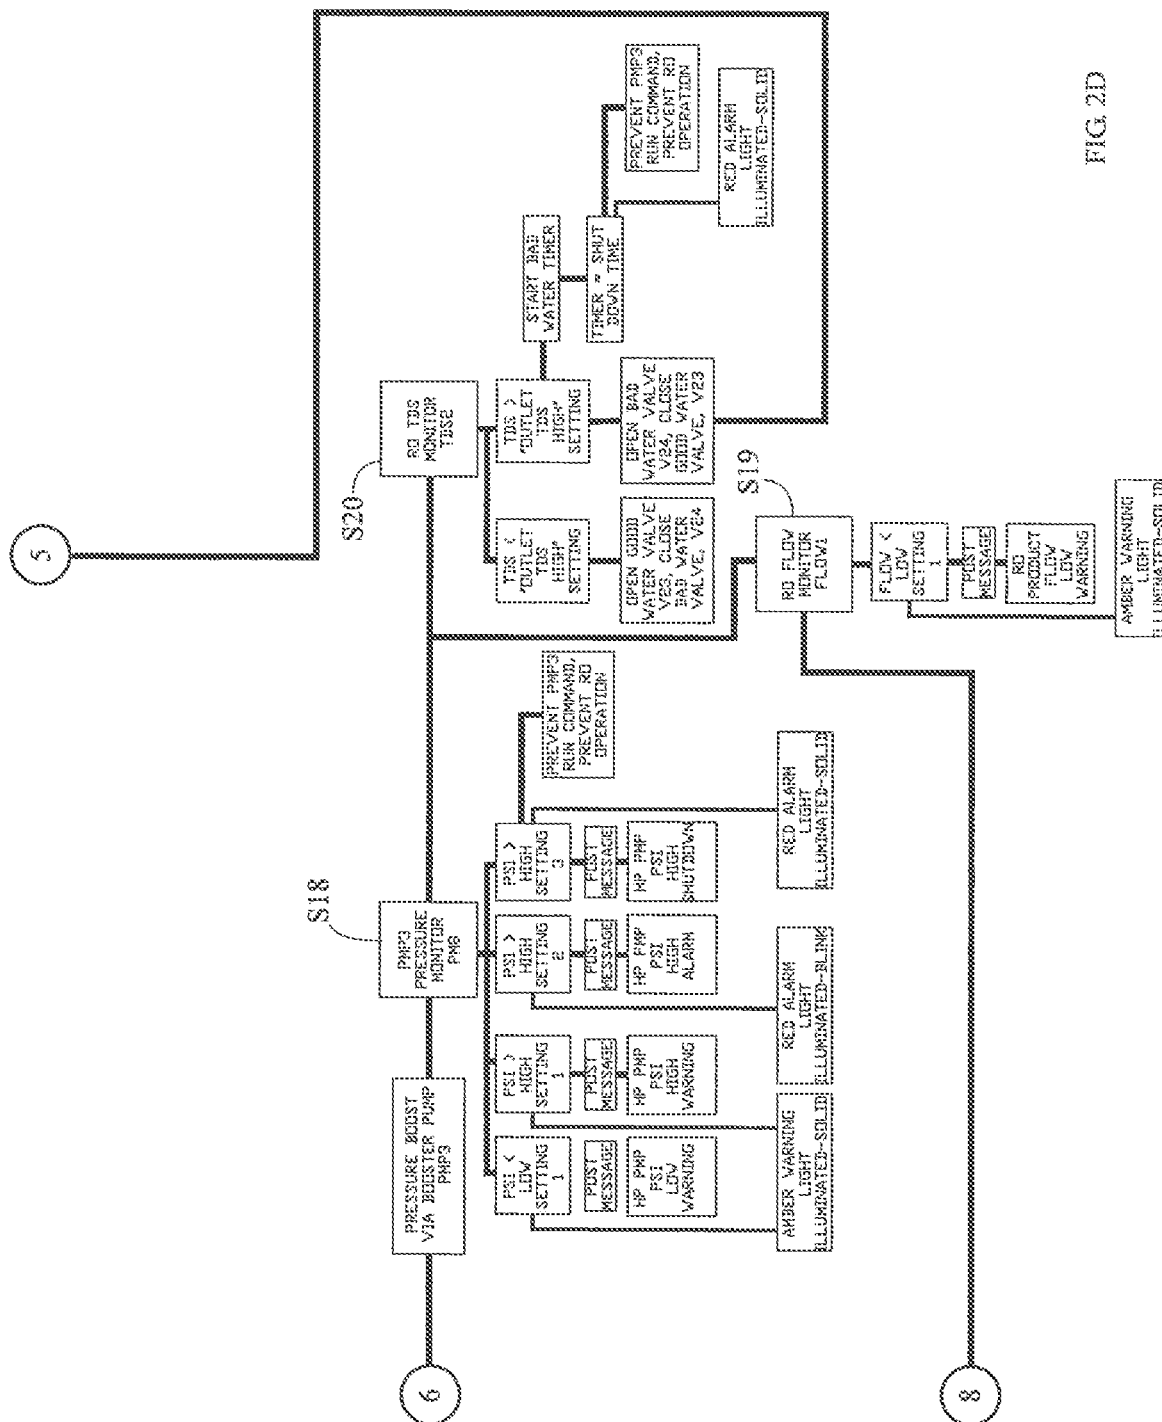 5
6
8
FIG. 2D
PRESSURE BOOST
VIA BOOSTER PUMP
PMP3
S18
PMP3
PRESSURE
MONITOR
PM6
PSI <
LOW
SETTING
1
POST
MESSAGE
HP PMP
PSI
LOW
WARNING
PSI >
HIGH
SETTING
1
POST
MESSAGE
HP PMP
PSI
HIGH
WARNING
AMBER WARNING
LIGHT
ILLUMINATED-SOLID
PSI >
HIGH
SETTING
2
POST
MESSAGE
HP PMP
PSI
HIGH
ALARM
RED ALARM
LIGHT
ILLUMINATED-BLINK
PSI >
HIGH
SETTING
3
POST
MESSAGE
HP PMP
PSI
HIGH
SHUTDOWN
RED ALARM
LIGHT
ILLUMINATED-SOLID
PREVENT PMP3
RUN COMMAND,
PREVENT RO
OPERATION
S20
RO TDS
MONITOR
TDS2
TDS <
"OUTLET
TDS
HIGH"
SETTING
OPEN GOOD
WATER VALVE
V23, CLOSE
BAD WATER
VALVE, V24
TDS >
"OUTLET
TDS
HIGH"
SETTING
OPEN BAD
WATER VALVE
V24, CLOSE
GOOD WATER
VALVE, V23
START BAD
WATER TIMER
TIMER = SHUT
DOWN TIME
PREVENT PMP3
RUN COMMAND,
PREVENT RO
OPERATION
RED ALARM
LIGHT
ILLUMINATED-SOLID
S19
RO FLOW
MONITOR
FLOW1
FLOW <
LOW
SETTING
1
POST
MESSAGE
RO
PRODUCT
FLOW
LOW
WARNING
AMBER WARNING
LIGHT
ILLUMINATED-SOLID